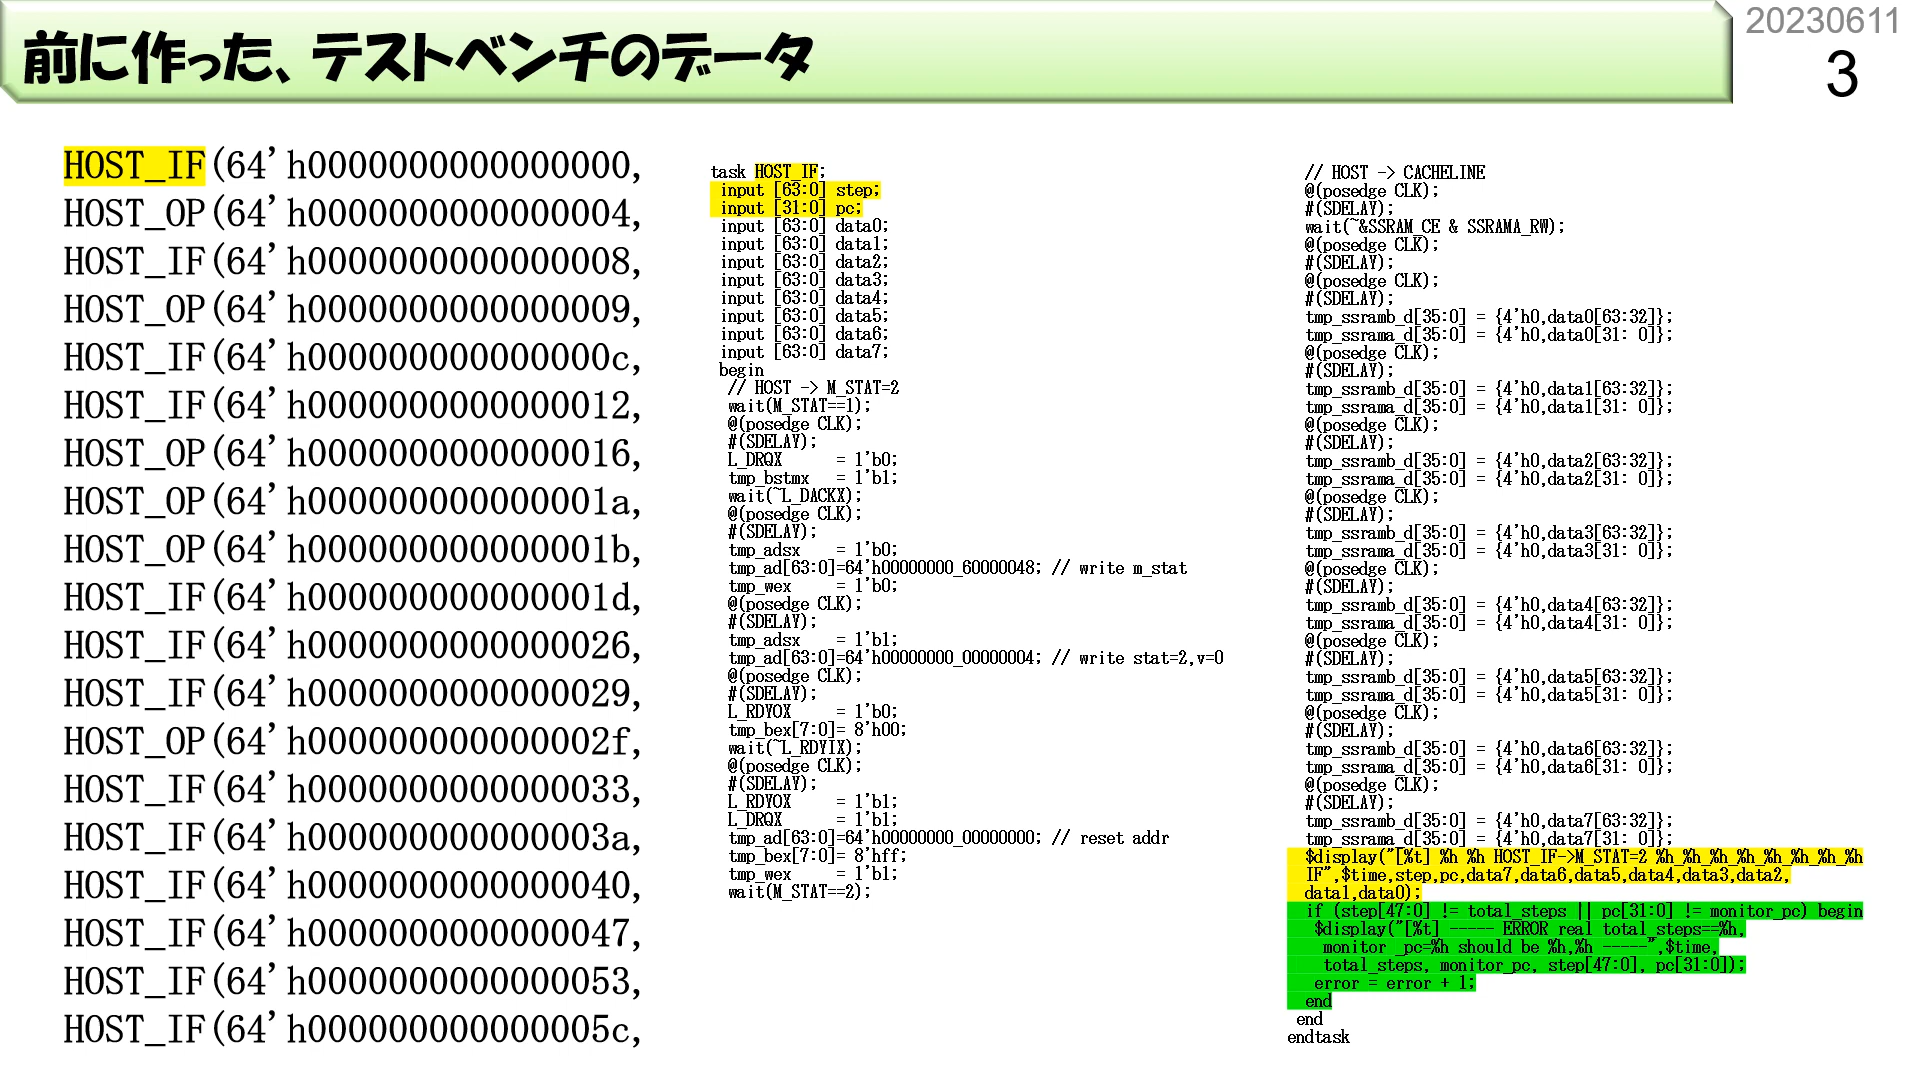 前に作った、テストベンチのデータ
20230611
3
HOST_IF(64'h0000000000000000,
HOST_OP(64'h0000000000000004,
HOST_IF(64'h0000000000000008,
HOST_OP(64'h0000000000000009,
HOST_IF(64'h000000000000000c,
HOST_IF(64'h0000000000000012,
HOST_OP(64'h0000000000000016,
HOST_OP(64'h000000000000001a,
HOST_OP(64'h000000000000001b,
HOST_IF(64'h000000000000001d,
HOST_IF(64'h0000000000000026,
HOST_IF(64'h0000000000000029,
HOST_OP(64'h000000000000002f,
HOST_IF(64'h0000000000000033,
HOST_IF(64'h000000000000003a,
HOST_IF(64'h0000000000000040,
HOST_IF(64'h0000000000000047,
HOST_IF(64'h0000000000000053,
HOST_IF(64'h000000000000005c,
task HOST_IF;
input [63:0] step;
input [31:0] pc;
input [63:0] data0;
input [63:0] data1;
input [63:0] data2;
input [63:0] data3;
input [63:0] data4;
input [63:0] data5;
input [63:0] data6;
input [63:0] data7;
begin
// HOST -> M_STAT=2
wait(M_STAT==1);
@(posedge CLK);
#(SDELAY);
L_DRQX = 1'b0;
tmp_bstmx = 1'b1;
wait(~L_DACKX);
@(posedge CLK);
#(SDELAY);
tmp_adsx = 1'b0;
tmp_ad[63:0]=64'h00000000_60000048; // write m_stat
tmp_wex = 1'b0;
@(posedge CLK);
#(SDELAY);
tmp_adsx = 1'b1;
tmp_ad[63:0]=64'h00000000_00000004; // write stat=2,v=0
@(posedge CLK);
#(SDELAY);
L_RDYOX = 1'b0;
tmp_bex[7:0]= 8'h00;
wait(~L_RDYIX);
@(posedge CLK);
#(SDELAY);
L_RDYOX = 1'b1;
L_DRQX = 1'b1;
tmp_ad[63:0]=64'h00000000_00000000; // reset addr
tmp_bex[7:0]= 8'hff;
tmp_wex = 1'b1;
wait(M_STAT==2);
// HOST -> CACHELINE
@(posedge CLK);
#(SDELAY);
wait(~&SSRAM_CE & SSRAMA_RW);
@(posedge CLK);
#(SDELAY);
@(posedge CLK);
#(SDELAY);
tmp_ssramb_d[35:0] = {4'h0,data0[63:32]};
tmp_ssrama_d[35:0] = {4'h0,data0[31: 0]};
@(posedge CLK);
#(SDELAY);
tmp_ssramb_d[35:0] = {4'h0,data1[63:32]};
tmp_ssrama_d[35:0] = {4'h0,data1[31: 0]};
@(posedge CLK);
#(SDELAY);
tmp_ssramb_d[35:0] = {4'h0,data2[63:32]};
tmp_ssrama_d[35:0] = {4'h0,data2[31: 0]};
@(posedge CLK);
#(SDELAY);
tmp_ssramb_d[35:0] = {4'h0,data3[63:32]};
tmp_ssrama_d[35:0] = {4'h0,data3[31: 0]};
@(posedge CLK);
#(SDELAY);
tmp_ssramb_d[35:0] = {4'h0,data4[63:32]};
tmp_ssrama_d[35:0] = {4'h0,data4[31: 0]};
@(posedge CLK);
#(SDELAY);
tmp_ssramb_d[35:0] = {4'h0,data5[63:32]};
tmp_ssrama_d[35:0] = {4'h0,data5[31: 0]};
@(posedge CLK);
#(SDELAY);
tmp_ssramb_d[35:0] = {4'h0,data6[63:32]};
tmp_ssrama_d[35:0] = {4'h0,data6[31: 0]};
@(posedge CLK);
#(SDELAY);
tmp_ssramb_d[35:0] = {4'h0,data7[63:32]};
tmp_ssrama_d[35:0] = {4'h0,data7[31: 0]};
$display("[%t] %h %h HOST_IF->M_STAT=2 %h_%h_%h_%h_%h_%h_%h_%h
IF",$time,step,pc,data7,data6,data5,data4,data3,data2,
data1,data0);
if (step[47:0] != total_steps || pc[31:0] != monitor_pc) begin
$display("[%t] ----- ERROR real total_steps==%h,
monitor _pc=%h should be %h,%h -----",$time,
total_steps, monitor_pc, step[47:0], pc[31:0]);
error = error + 1;
end
end
endtask